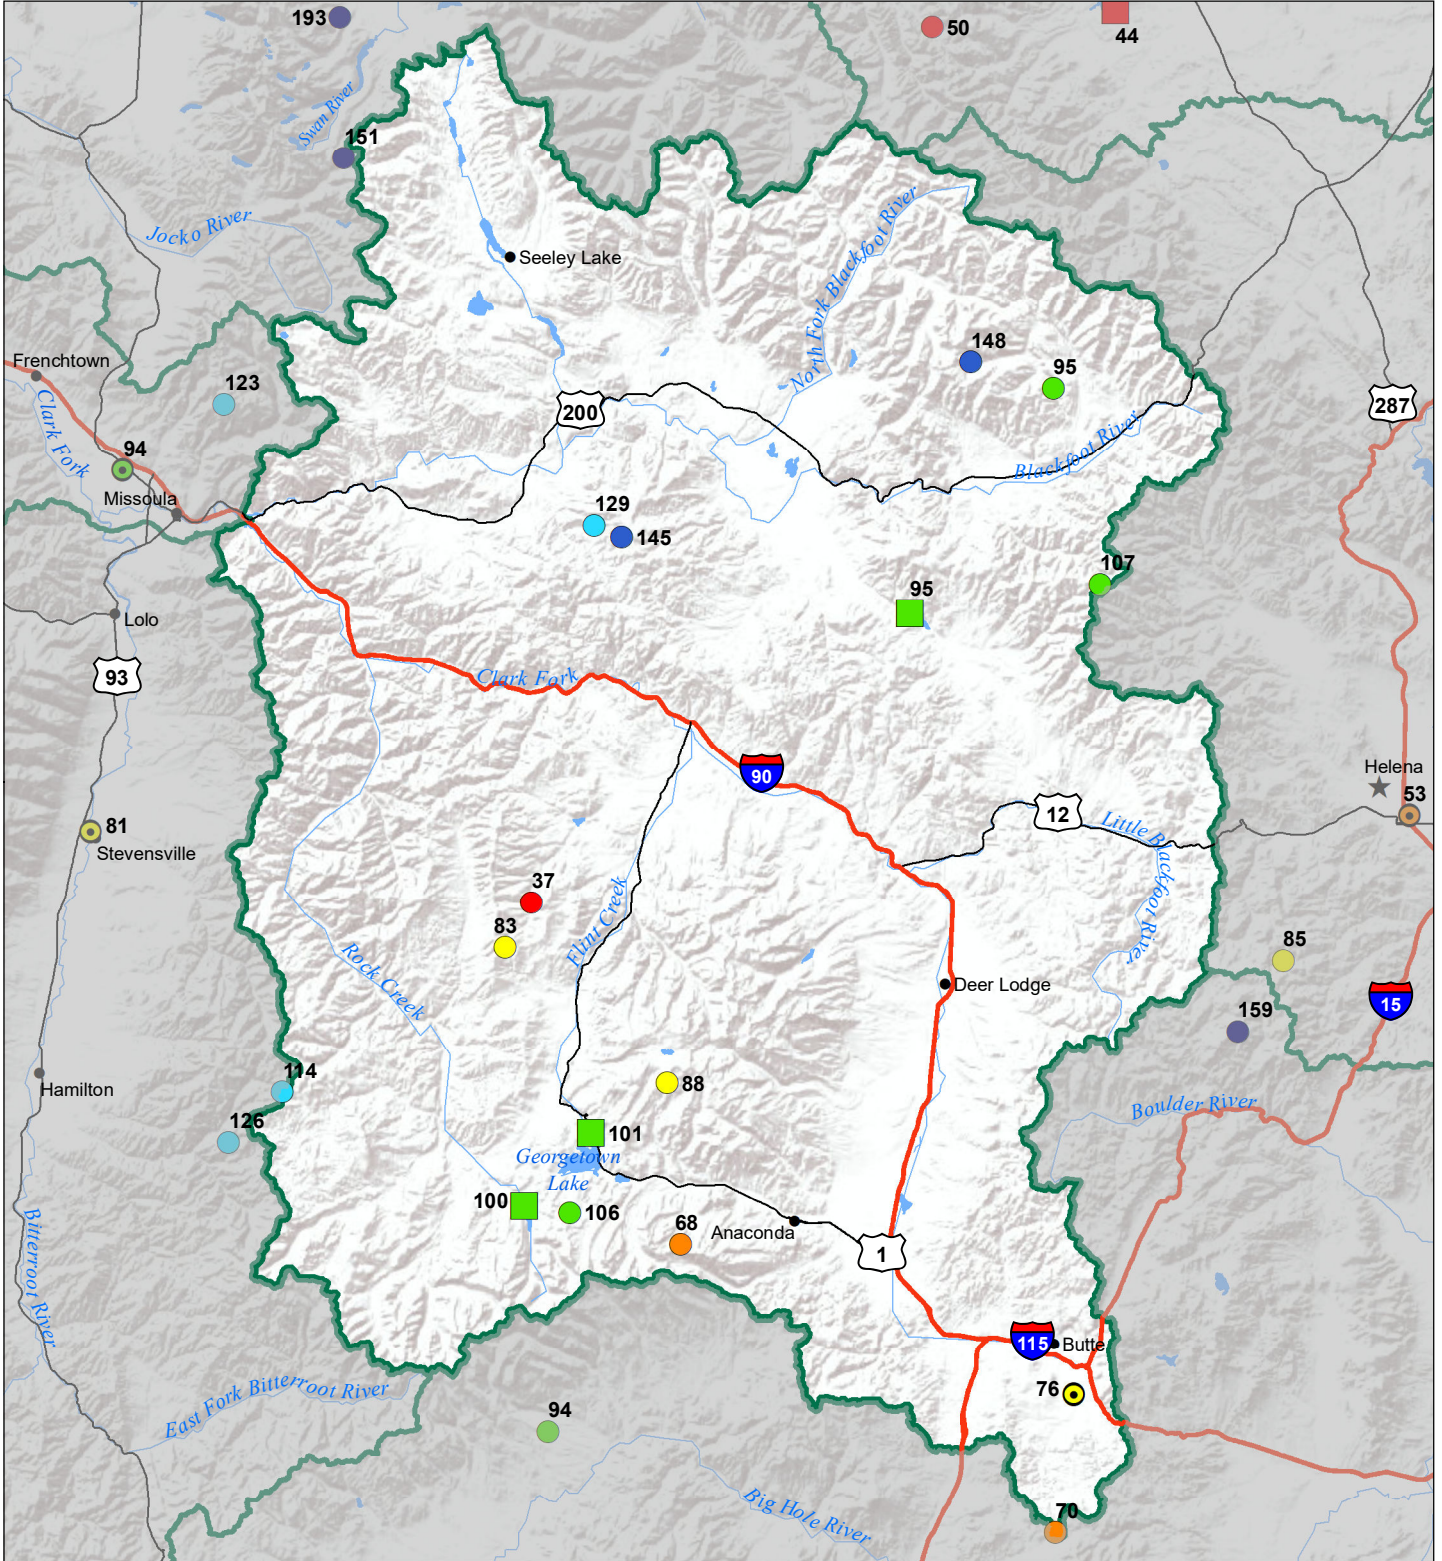 193
50
44
Swan River
151
Jocko River
North Fork Blackfoot River
Seeley Lake
148
95
Frenchtown
123
200
287
Clark Fork
94
Blackfoot River
Missoula
129
145
107
95
Lolo
93
Clark Fork
90
Helena
53
12
Little Blackfoot River
81
Stevensville
37
83
Flint Creek
85
Rock Creek
Deer Lodge
15
159
114
Hamilton
88
126
Boulder River
101
Georgetown
Lake
100
106
68
Anaconda
1
Bitterroot River
115
Butte
76
East Fork Bitterroot River
94
Big Hole River
70